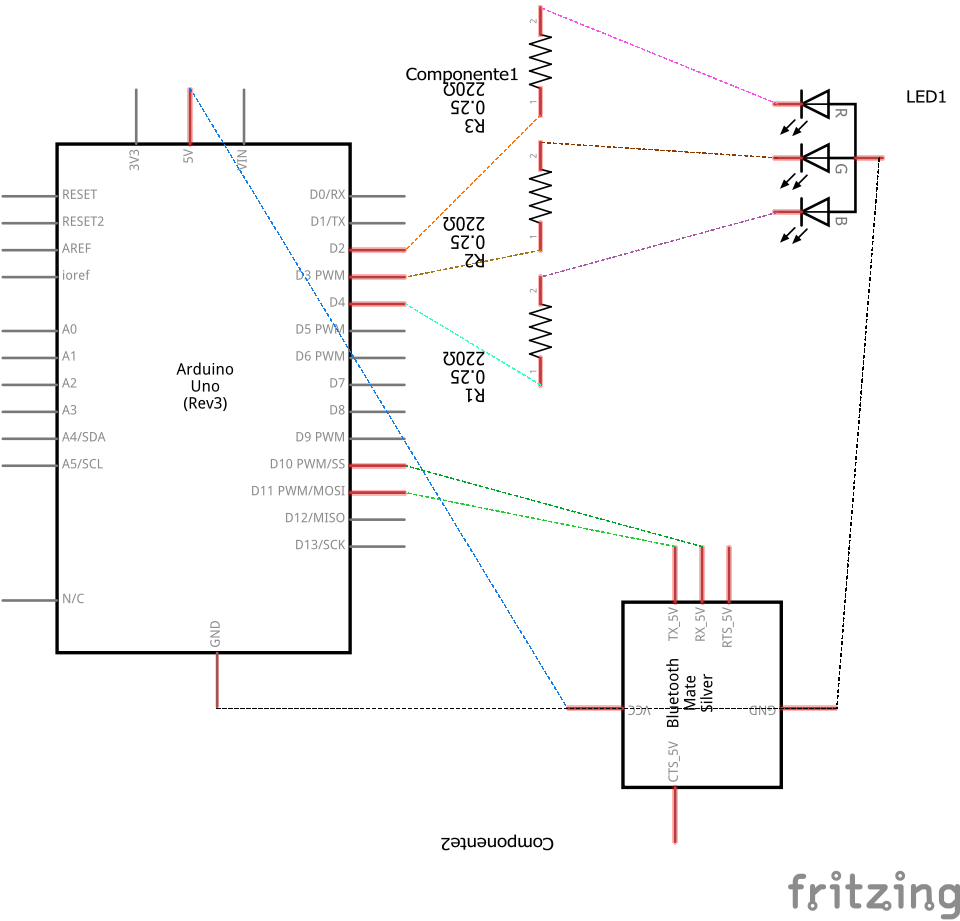 2
Componente1
220Ω
0.25
R3
1
LED1
R
G
B
3V3
5V
VIN
RESET
RESET2
AREF
ioref
A0
A1
A2
A3
A4/SDA
A5/SCL
N/C
D0/RX
D1/TX
D2
D3 PWM
D4
D5 PWM
D6 PWM
D7
D8
D9 PWM
D10 PWM/SS
D11 PWM/MOSI
D12/MISO
D13/SCK
GND
Arduino
Uno
(Rev3)
2
220Ω
0.25
R2
1
2
220Ω
0.25
R1
1
TX_5V
RX_5V
RTS_5V
Bluetooth
Mate
Silver
VCC
GND
CTS_5V
Componente2
fritzing